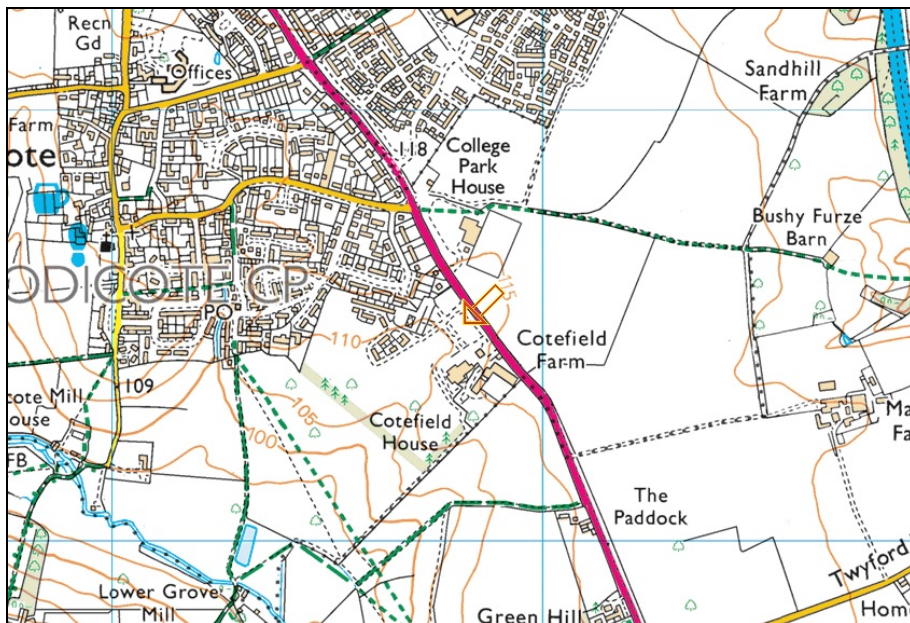 Recn
Gd
Offices
Sandhill
Farm
Farm
118
College
Park
House
ote
Bushy Furze
Barn
ODICOTE CP
115
PO
110
Cotefield
Farm
109
105
cote Mill
ouse
Cotefield
House
100
Ma
Fa
FB
The
Paddock
Twyford
Lower Grove
Mill
Green Hill
Hom